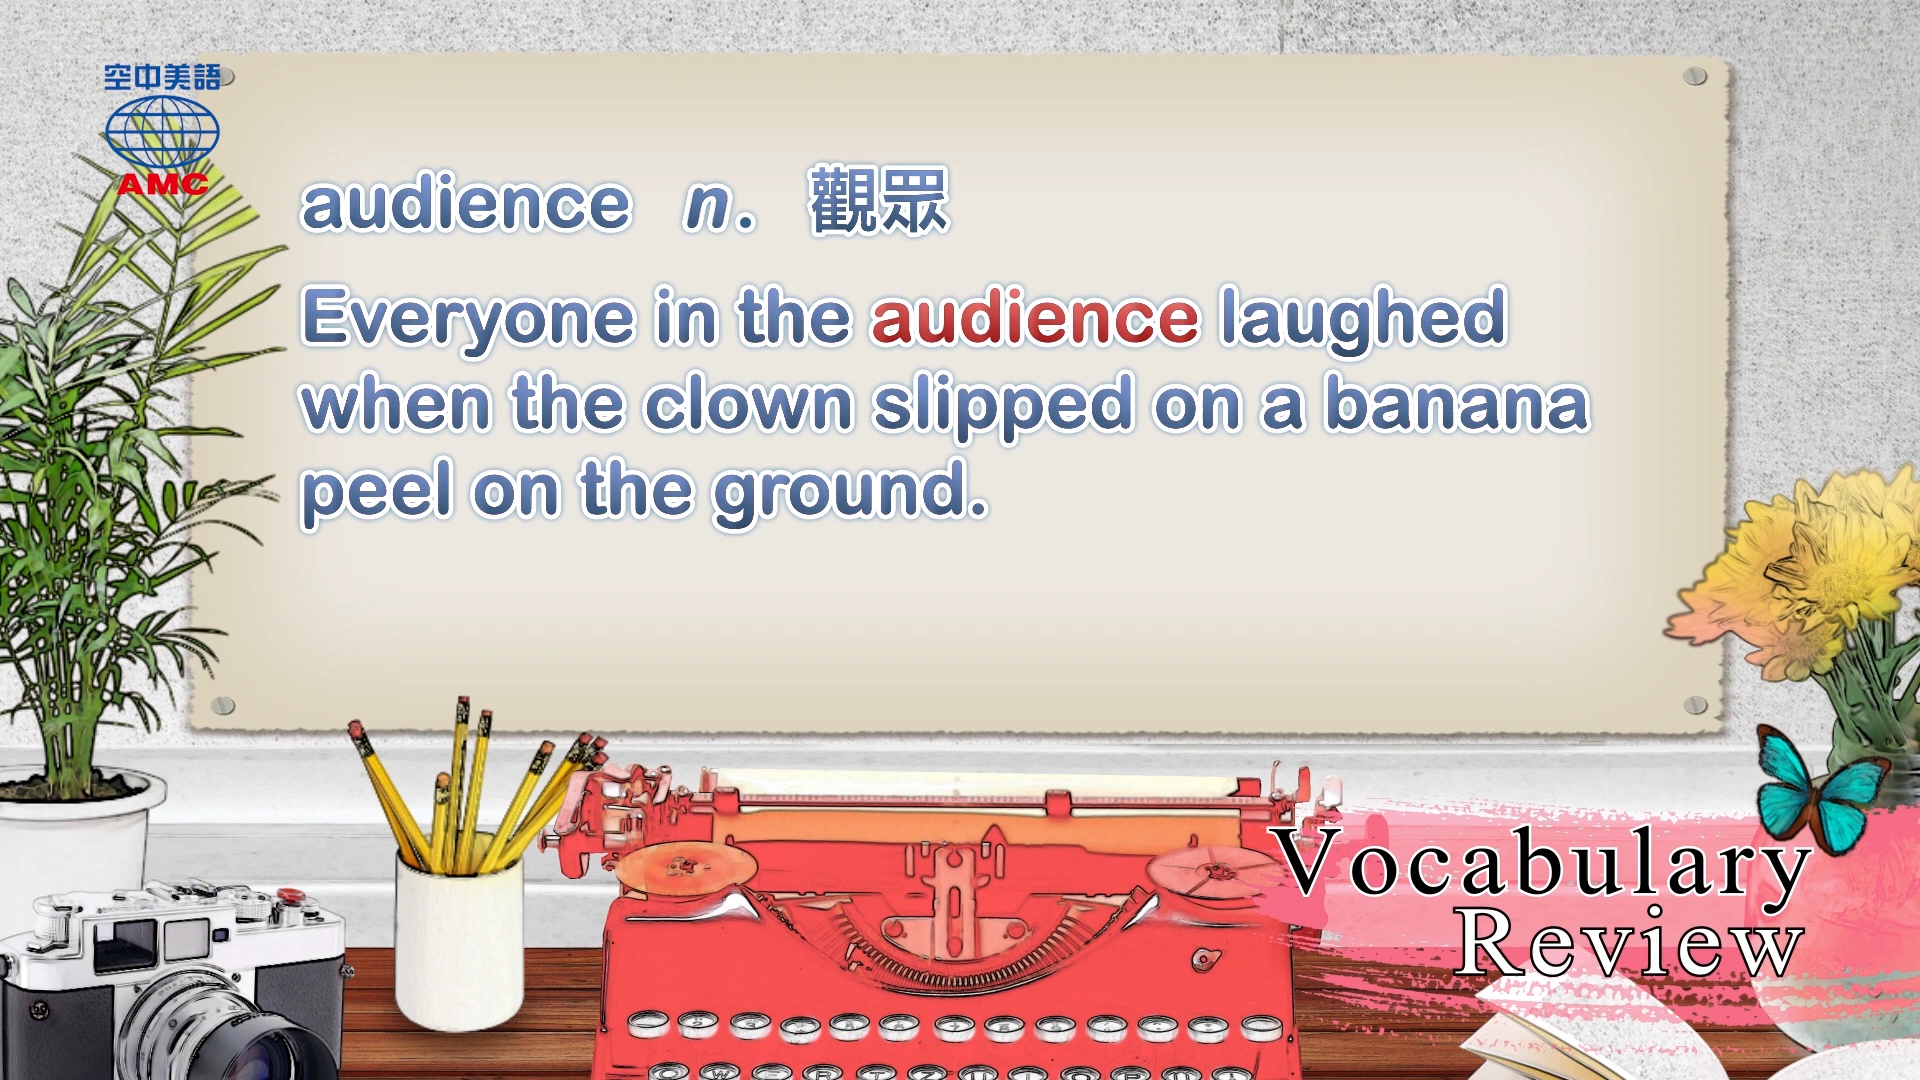 空中美語
AMC
audience n. 觀眾
Everyone in the audience laughed
when the clown slipped on a banana
peel on the ground.
Vocabulary
Review